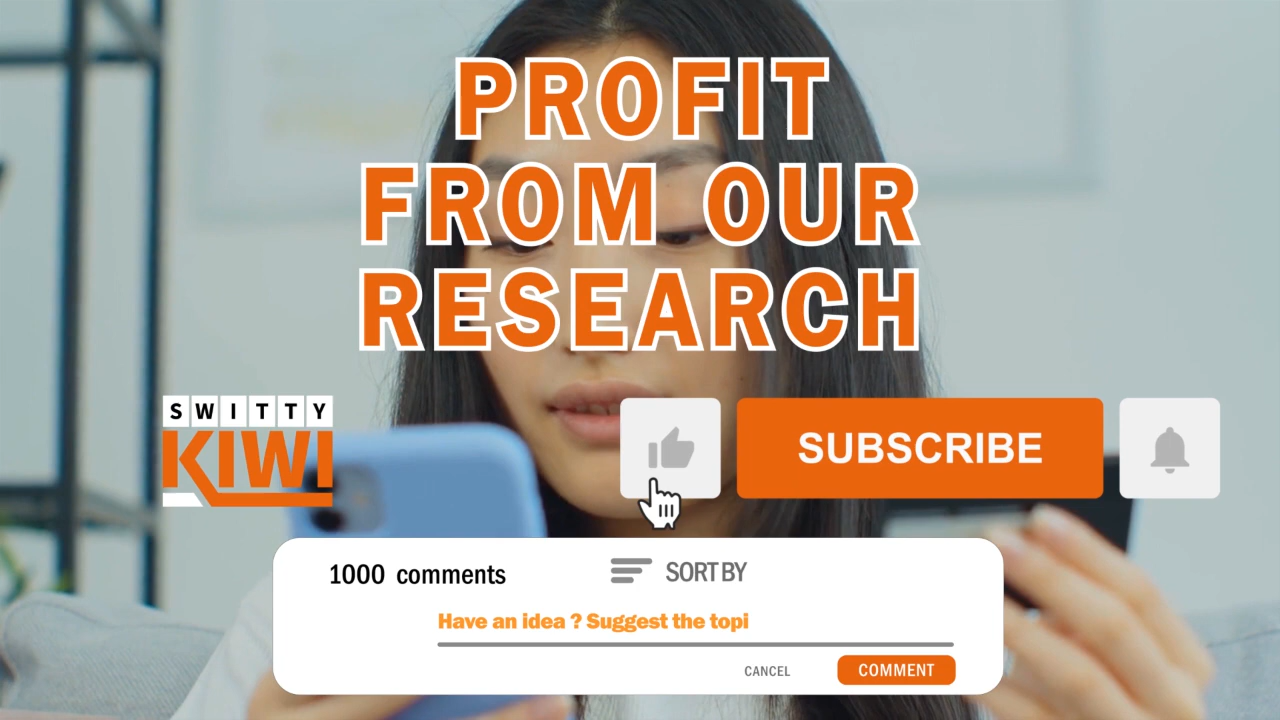 PROFIT
FROM OUR
RESEARCH
SWITTY
KIWI
SUBSCRIBE
1000 comments
SORT BY
Have an idea ? Suggest the topi
CANCEL
COMMENT